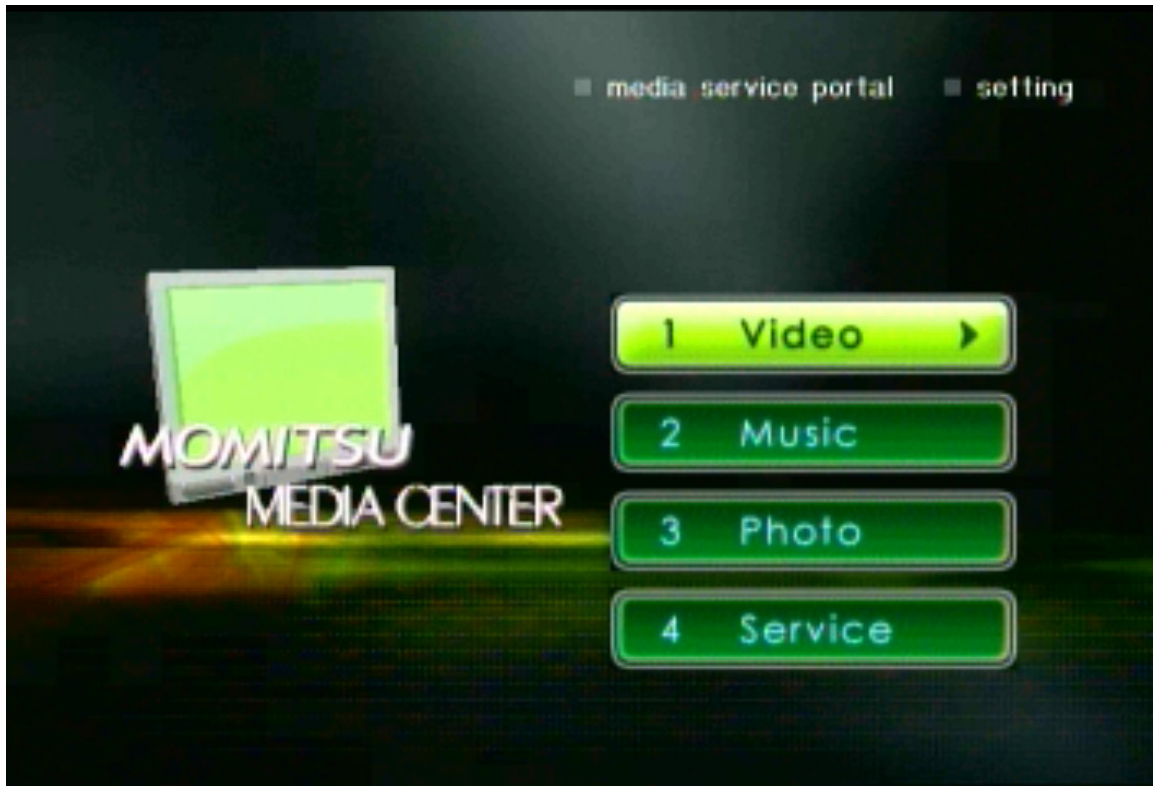 media service portal setting
MOMITSU
MEDIA CENTER
1 Video
2 Music
3 Photo
4 Service